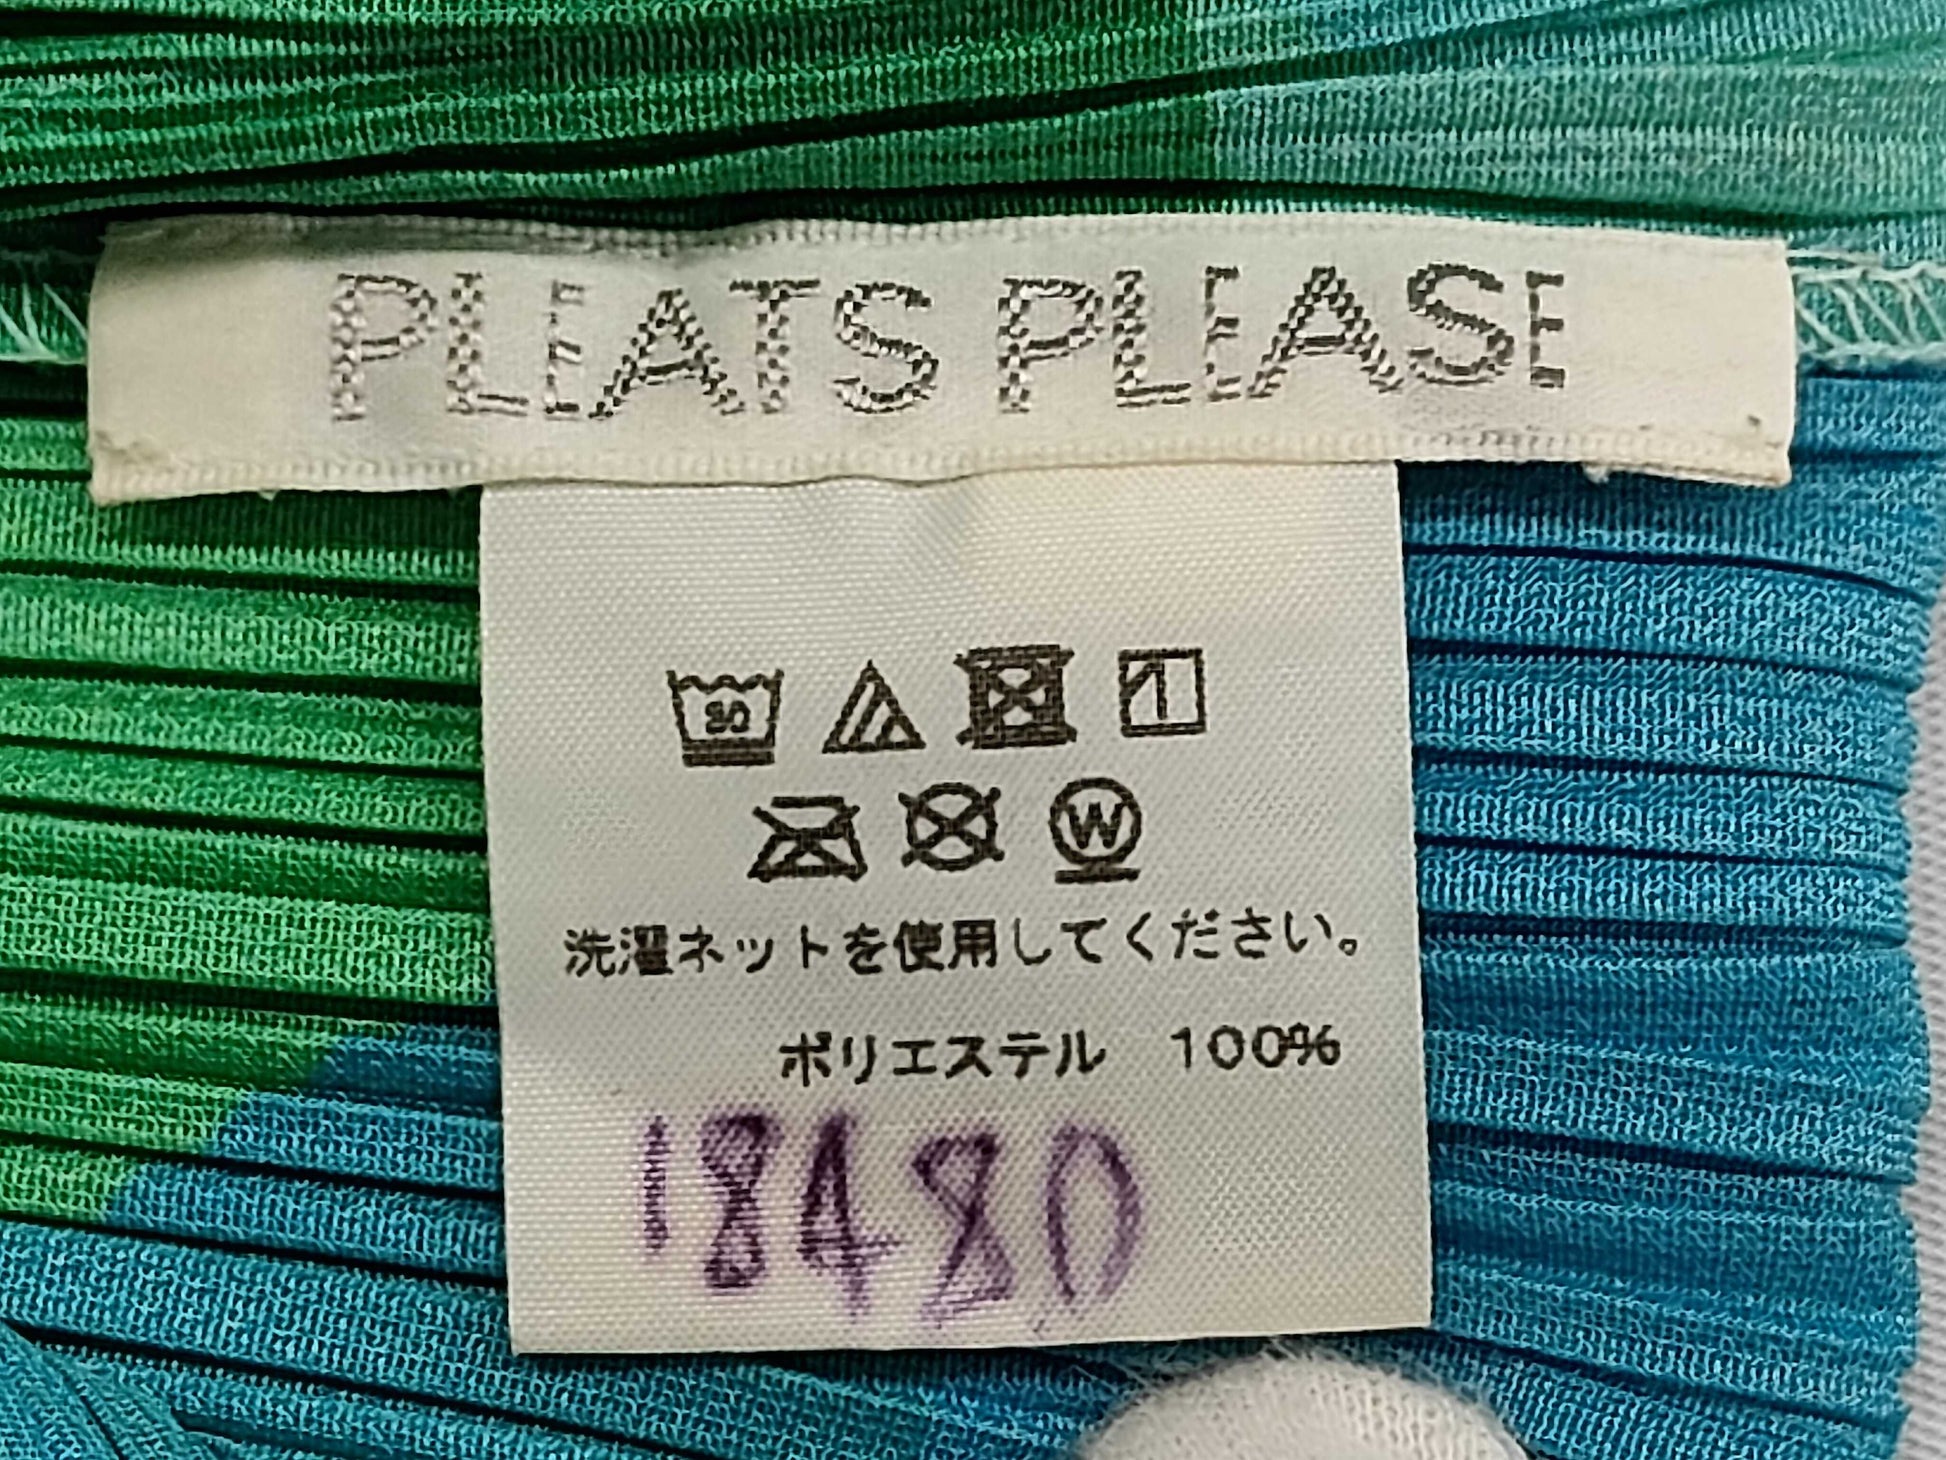 PLEATS PLEASE
30
W
洗濯ネットを使用してください。
ポリエステル 100%
18480